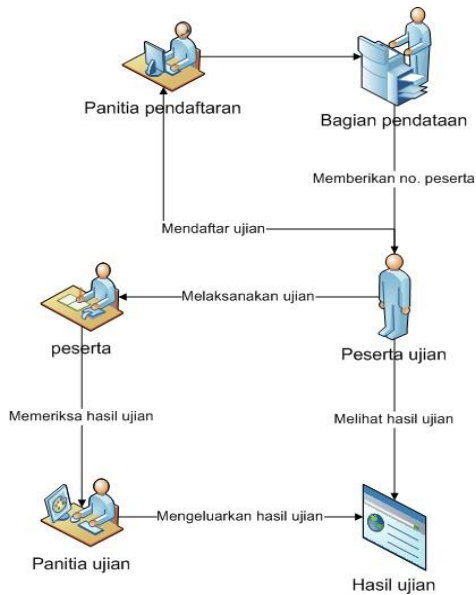 Panitia pendaftaran
Bagian pendataan
Memberikan no. peserta
Mendaftar ujian
Melaksanakan ujian
peserta
Peserta ujian
Memeriksa hasil ujian
Melihat hasil ujian
Mengeluarkan hasil ujian
Panitia ujian
Hasil ujian